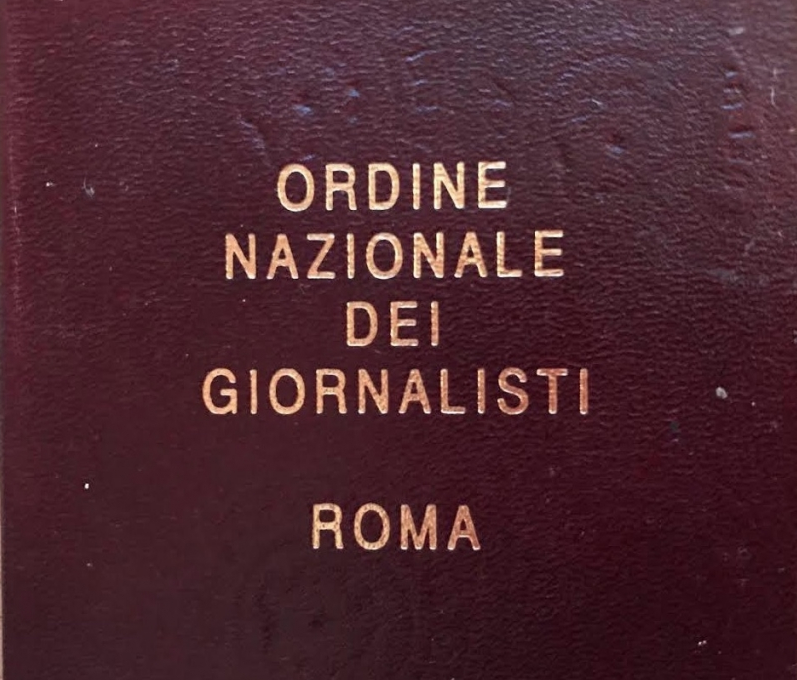 ORDINE
NAZIONALE
DEI
GIORNALISTI
ROMA